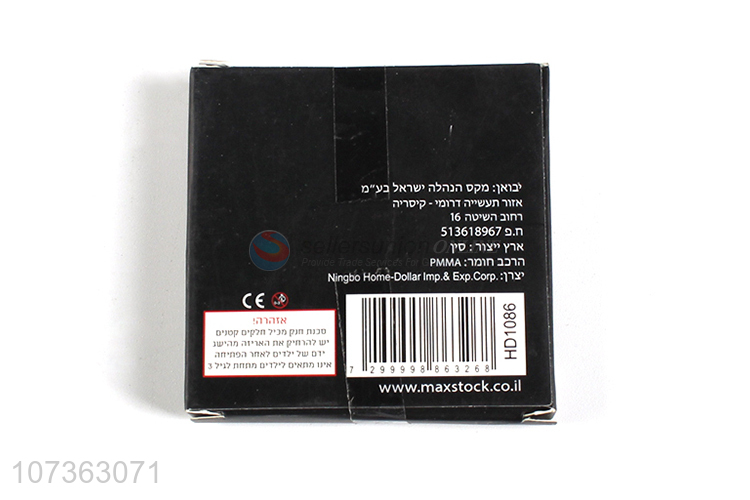 יבואן: מקס הנהלה ישראל בע״מ
אזור תעשייה דרומי - קיסריה
רחוב השיטה 16
ח.פ 513618967
ארץ ייצור: סין
הרכב חומר: PMMA
יצרן: Ningbo Home-Dollar Imp.& Exp.Corp.
CE
אזהרה!
סכנת חנק מכיל חלקים קטנים
יש להרחיק את האריזה מהישג
ידם של ילדים לאחר הפתיחה
אינו מתאים לילדים מתחת לגיל 3
7 299998 863268
HD1086
www.maxstock.co.il
107363071